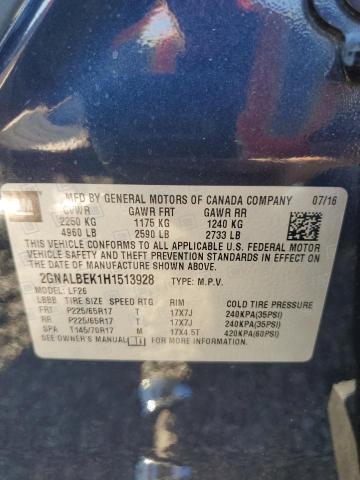 GM
MFD BY GENERAL MOTORS OF CANADA COMPANY 07/16
GVWR GAWR FRT GAWR RR
2250 KG 1175 KG 1240 KG
4960 LB 2590 LB 2733 LB
THIS VEHICLE CONFORMS TO ALL APPLICABLE U.S. FEDERAL MOTOR
VEHICLE SAFETY AND THEFT PREVENTION STANDARDS IN EFFECT
ON THE DATE OF MANUFACTURE SHOWN ABOVE.
2GNALBEK1H1513928 TYPE: M.P.V.
MODEL: LF26
LBBB TIRE SIZE SPEED RTG RIM COLD TIRE PRESSURE
FRT P225/65R17 T 17X7J 240KPA(35PSI)
RR P225/65R17 T 17X7J 240KPA(35PSI)
SPA T145/70R17 M 17X4.5T 420KPA(60PSI)
SEE OWNER'S MANUAL FOR MORE INFORMATION.